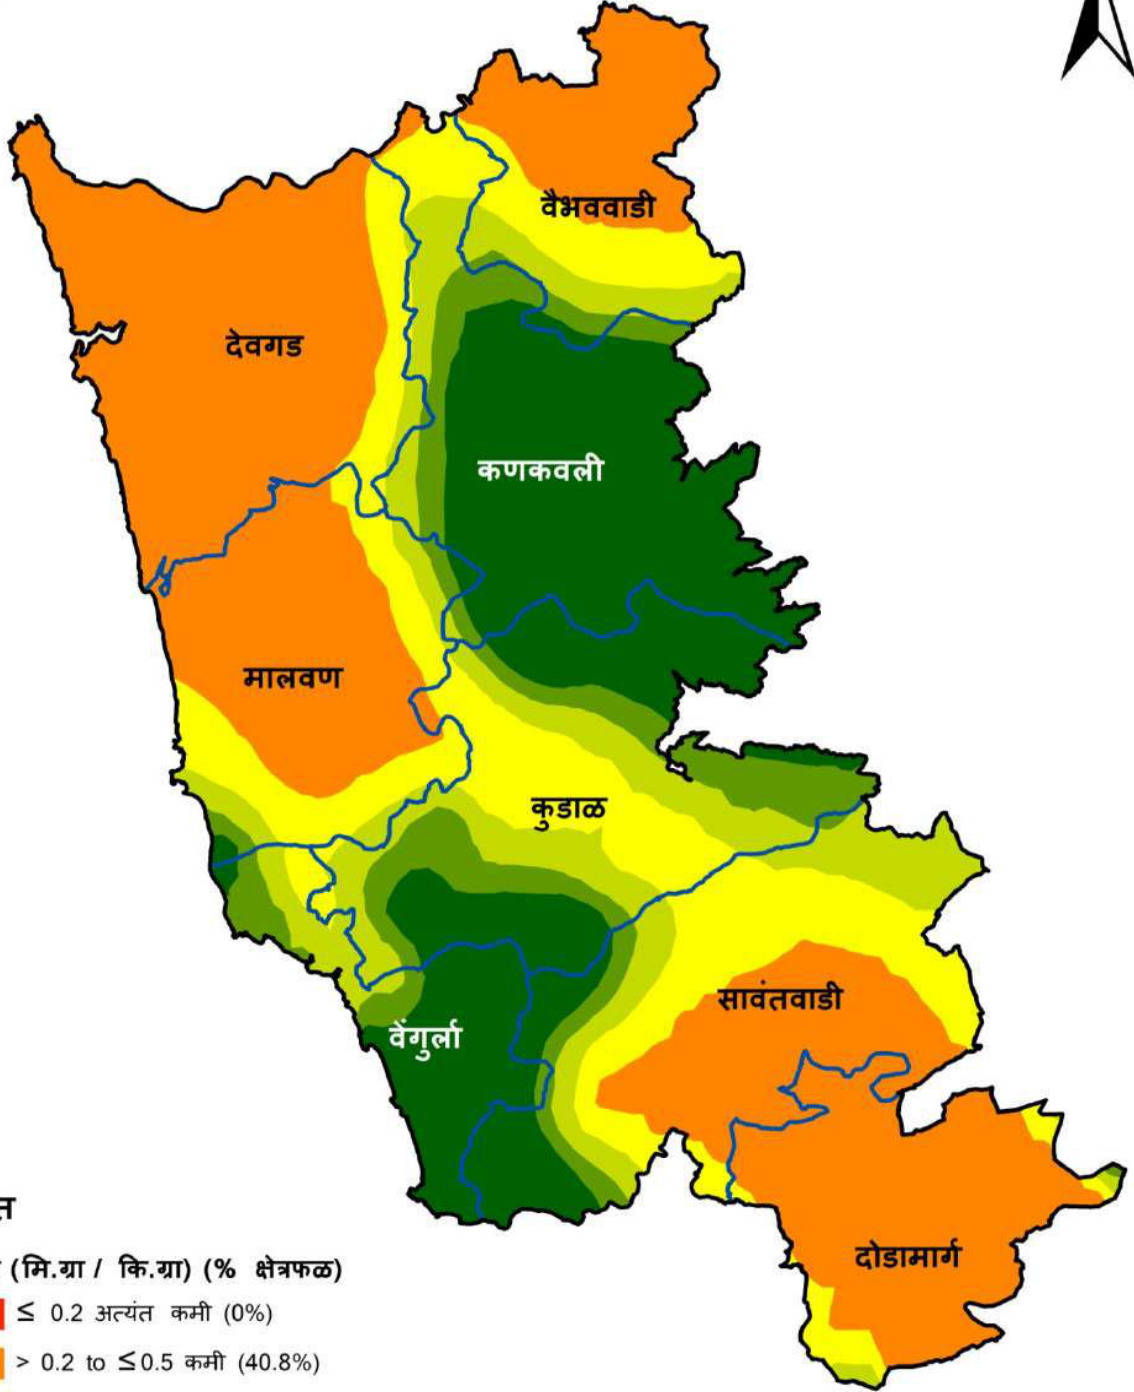 वैभववाडी
देवगड
कणकवली
मालवण
कुडाळ
सावंतवाडी
वेंगुर्ला
दोडामार्ग
(मि.ग्रा / कि.ग्रा) (% क्षेत्रफळ)
≤ 0.2 अत्यंत कमी (0%)
> 0.2 to ≤0.5 कमी (40.8%)